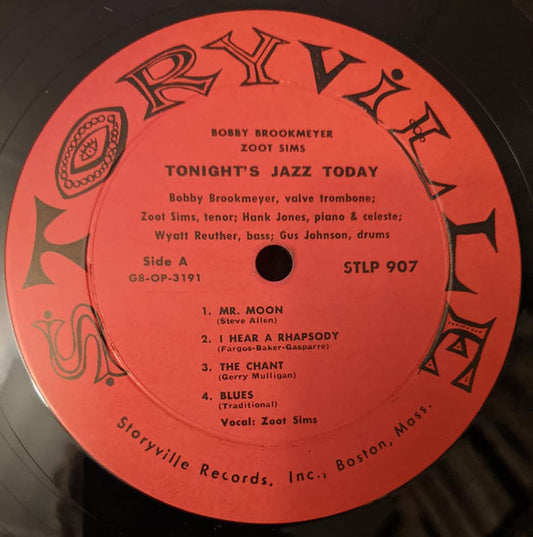 STORYVILLE
BOBBY BROOKMEYER
ZOOT SIMS
TONIGHT'S JAZZ TODAY
Bobby Brookmeyer, valve trombone;
Zoot Sims, tenor; Hank Jones, piano & celeste;
Wyatt Reuther, bass; Gus Johnson, drums
Side A
G8-OP-3191
STLP 907
1. MR. MOON
(Steve Allen)
2. I HEAR A RHAPSODY
(Fargus-Baker-Gasparre)
3. THE CHANT
(Gerry Mulligan)
4. BLUES
(Traditional)
Vocal: Zoot Sims
Storyville Records, Inc., Boston, Mass.